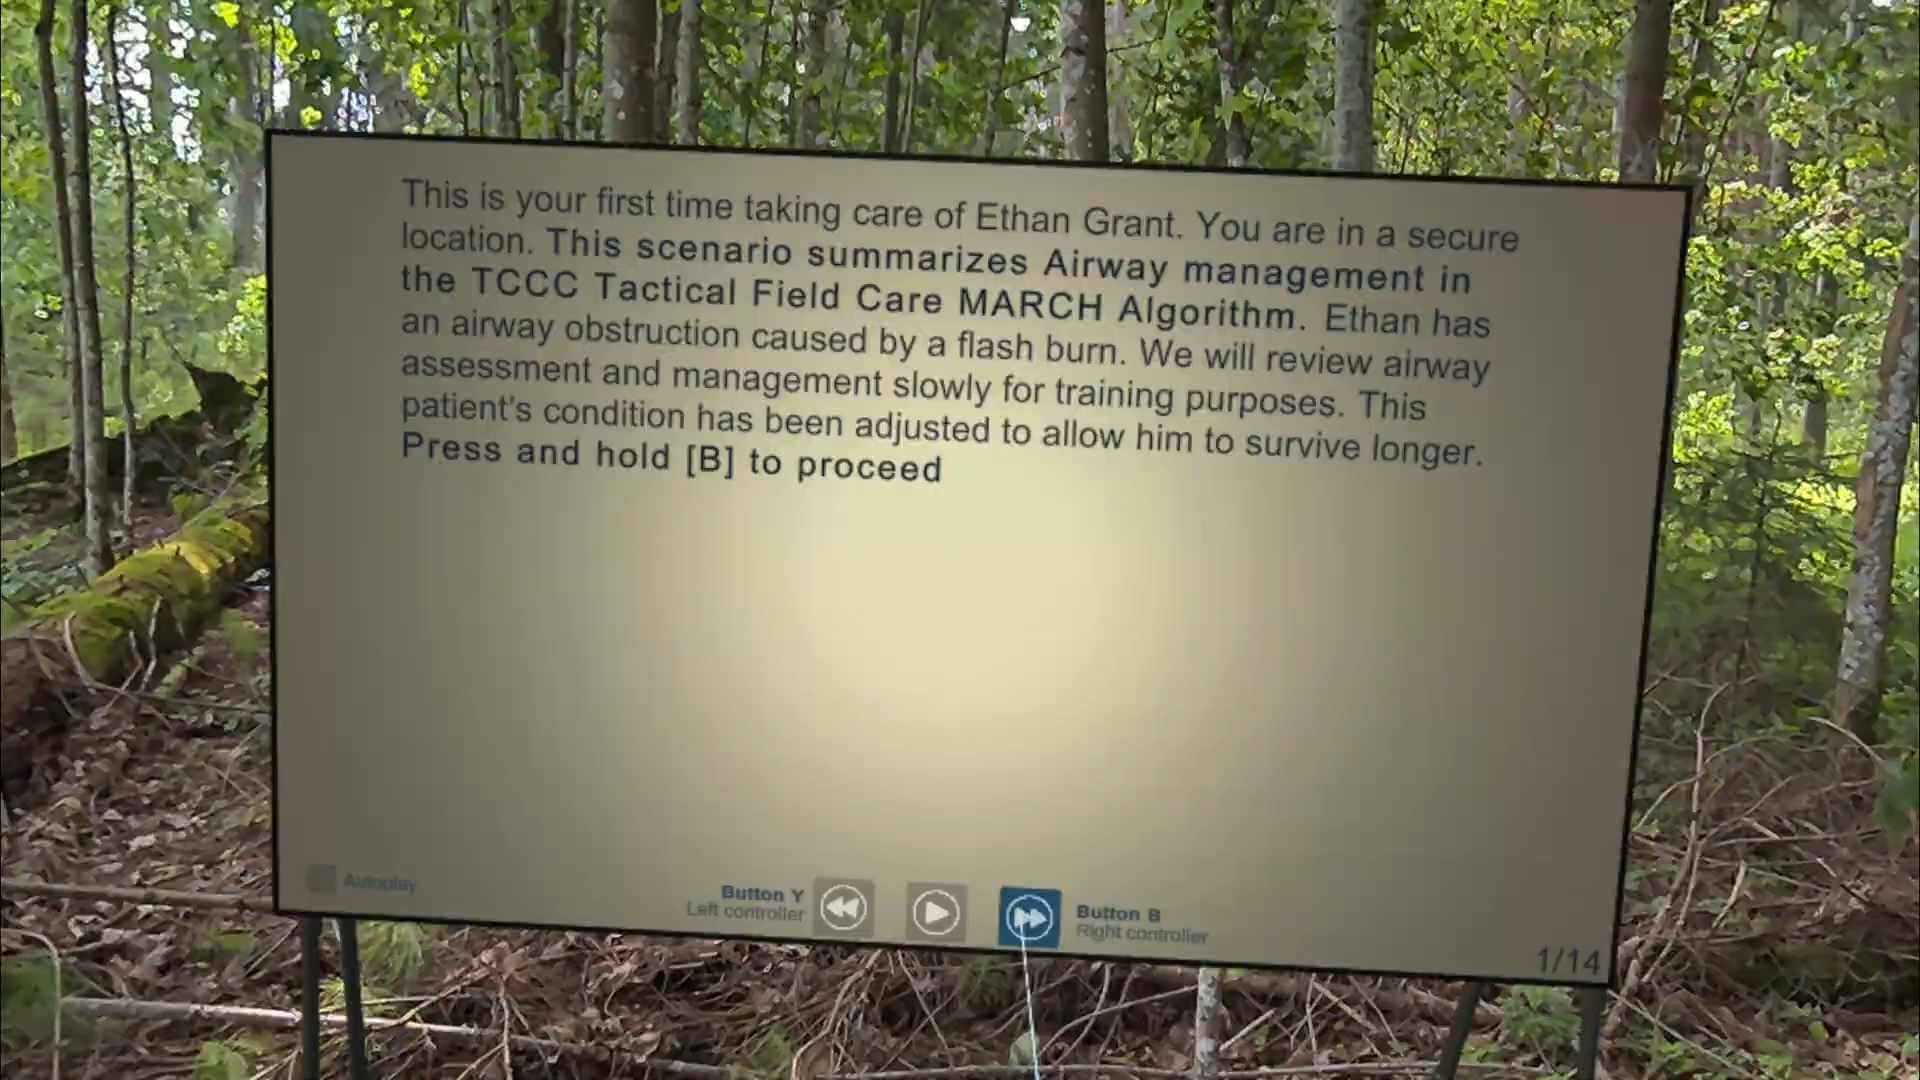 This is your first time taking care of Ethan Grant. You are in a secure
location. This scenario summarizes Airway management in
the TCCC Tactical Field Care MARCH Algorithm. Ethan has
an airway obstruction caused by a flash burn. We will review airway
assessment and management slowly for training purposes. This
patient's condition has been adjusted to allow him to survive longer.
Press and hold [B] to proceed
Autoplay
Button Y
Left controller
Button B
Right controller
1/14